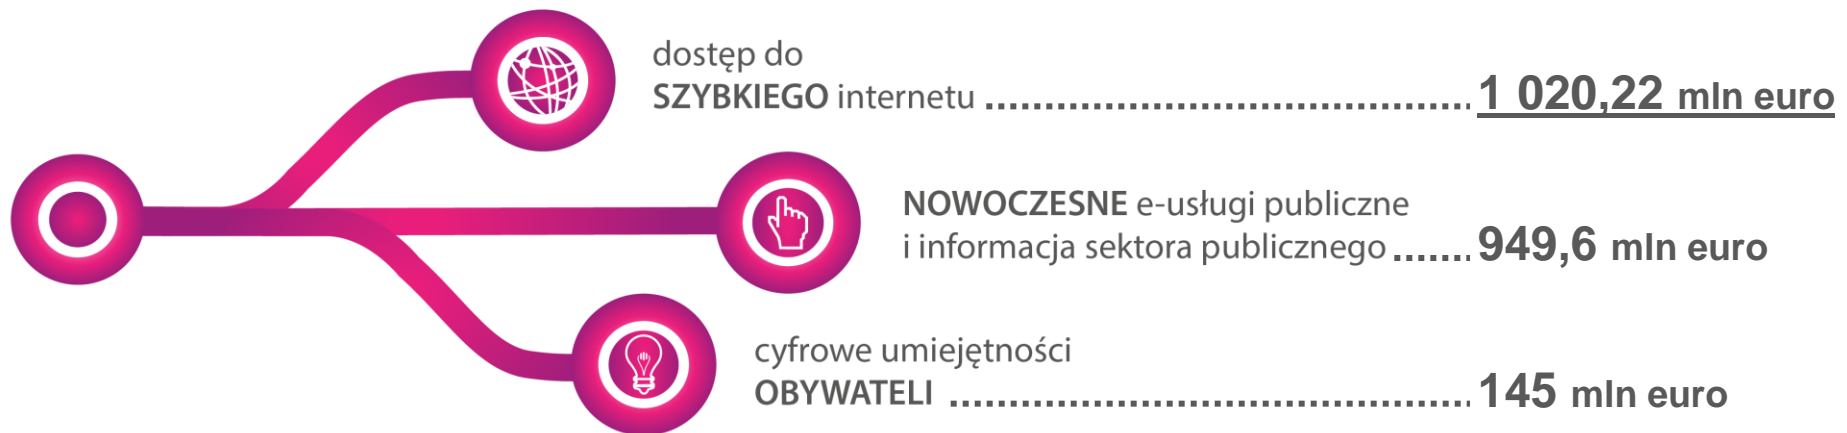 dostęp do
SZYBKIEGO internetu .................................. 1 020,22 mln euro
NOWOCZESNE e-usługi publiczne
i informacja sektora publicznego ...... 949,6 mln euro
cyfrowe umiejętności
OBYWATELI ..................................... 145 mln euro